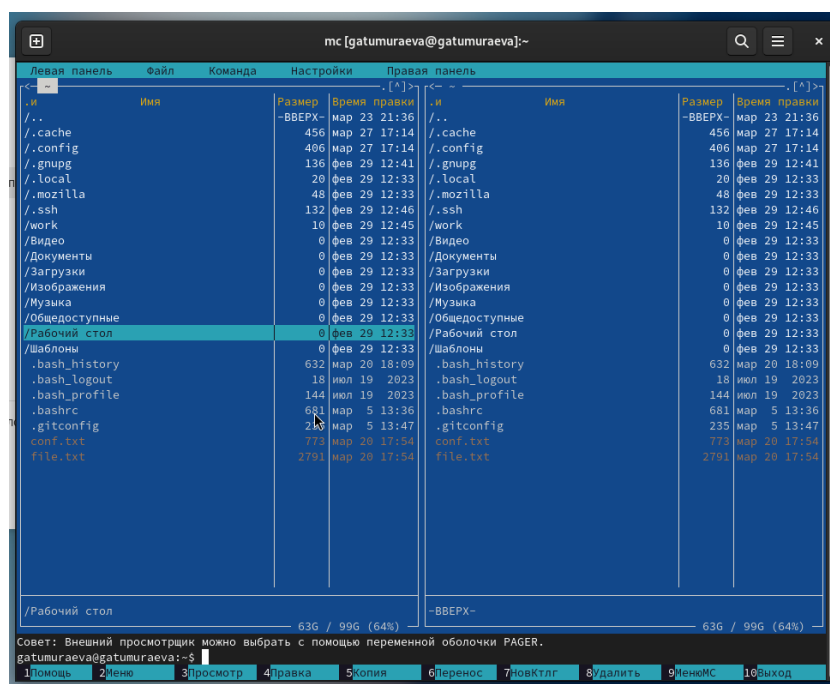 mc [gatumuraeva@gatumuraeva]:~
Левая панель Файл Команда Настройки Правая панель
<- ~ .[^]> <- ~ .[^]>
.и Имя Размер Время правки .и Имя Размер Время правки
/.. -ВВЕРХ- мар 23 21:36 /.. -ВВЕРХ- мар 23 21:36
/.cache 456 мар 27 17:14 /.cache 456 мар 27 17:14
/.config 406 мар 27 17:14 /.config 406 мар 27 17:14
/.gnupg 136 фев 29 12:41 /.gnupg 136 фев 29 12:41
/.local 20 фев 29 12:33 /.local 20 фев 29 12:33
/.mozilla 48 фев 29 12:33 /.mozilla 48 фев 29 12:33
/.ssh 132 фев 29 12:46 /.ssh 132 фев 29 12:46
/work 10 фев 29 12:45 /work 10 фев 29 12:45
/Видео 0 фев 29 12:33 /Видео 0 фев 29 12:33
/Документы 0 фев 29 12:33 /Документы 0 фев 29 12:33
/Загрузки 0 фев 29 12:33 /Загрузки 0 фев 29 12:33
/Изображения 0 фев 29 12:33 /Изображения 0 фев 29 12:33
/Музыка 0 фев 29 12:33 /Музыка 0 фев 29 12:33
/Общедоступные 0 фев 29 12:33 /Общедоступные 0 фев 29 12:33
/Рабочий стол 0 фев 29 12:33 /Рабочий стол 0 фев 29 12:33
/Шаблоны 0 фев 29 12:33 /Шаблоны 0 фев 29 12:33
.bash_history 632 мар 20 18:09 .bash_history 632 мар 20 18:09
.bash_logout 18 июл 19 2023 .bash_logout 18 июл 19 2023
.bash_profile 144 июл 19 2023 .bash_profile 144 июл 19 2023
.bashrc 681 мар 5 13:36 .bashrc 681 мар 5 13:36
.gitconfig 235 мар 5 13:47 .gitconfig 235 мар 5 13:47
conf.txt 773 мар 20 17:54 conf.txt 773 мар 20 17:54
file.txt 2791 мар 20 17:54 file.txt 2791 мар 20 17:54
/Рабочий стол -ВВЕРХ-
63G / 99G (64%) 63G / 99G (64%)
Совет: Внешний просмотрщик можно выбрать с помощью переменной оболочки PAGER.
gatumuraeva@gatumuraeva:~$
1Помощь 2Меню 3Просмотр 4Правка 5Копия 6Перенос 7НовКтлг 8Удалить 9МенюМС 10Выход